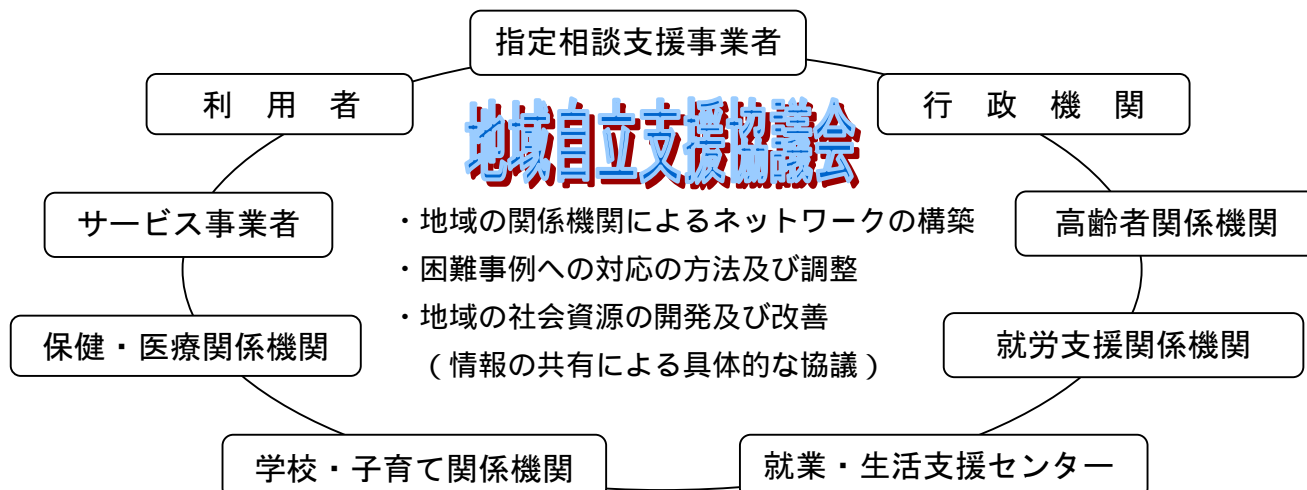 指定相談支援事業者
利　用　者
行　政　機　関
地域自立支援協議会
サービス事業者
・地域の関係機関によるネットワークの構築
高齢者関係機関
・困難事例への対応の方法及び調整
・地域の社会資源の開発及び改善
保健・医療関係機関
就労支援関係機関
（情報の共有による具体的な協議）
学校・子育て関係機関
就業・生活支援センター